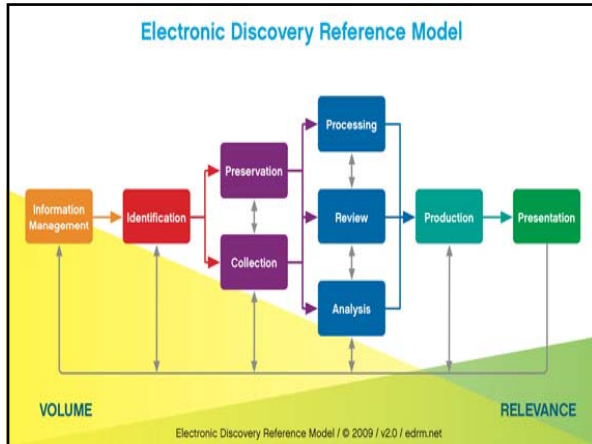 Electronic Discovery Reference Model
Processing
Preservation
Information
Management
Identification
Review
Production
Presentation
Collection
Analysis
VOLUME
RELEVANCE
Electronic Discovery Reference Model / © 2009 / v2.0 / edrm.net